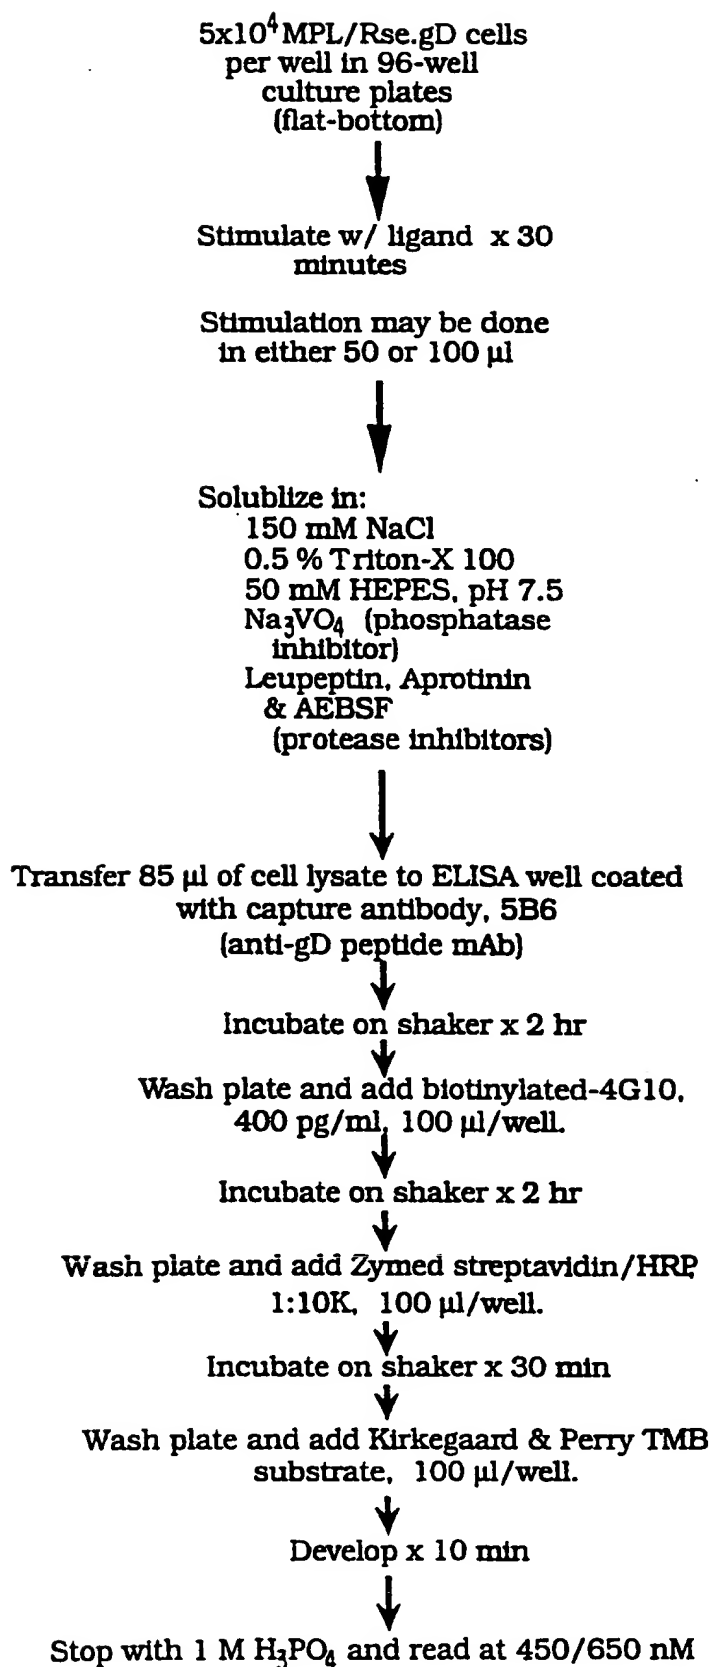 5x10⁴ MPL/Rse.gD cells
per well in 96-well
culture plates
(flat-bottom)
Stimulate w/ ligand x 30
minutes
Stimulation may be done
in either 50 or 100 µl
Solublize in:
150 mM NaCl
0.5 % Triton-X 100
50 mM HEPES, pH 7.5
Na₃VO₄ (phosphatase
inhibitor)
Leupeptin, Aprotinin
& AEBSF
(protease inhibitors)
Transfer 85 µl of cell lysate to ELISA well coated
with capture antibody, 5B6
(anti-gD peptide mAb)
Incubate on shaker x 2 hr
Wash plate and add biotinylated-4G10,
400 pg/ml, 100 µl/well.
Incubate on shaker x 2 hr
Wash plate and add Zymed streptavidin/HRP,
1:10K, 100 µl/well.
Incubate on shaker x 30 min
Wash plate and add Kirkegaard & Perry TMB
substrate, 100 µl/well.
Develop x 10 min
Stop with 1 M H₃PO₄ and read at 450/650 nM